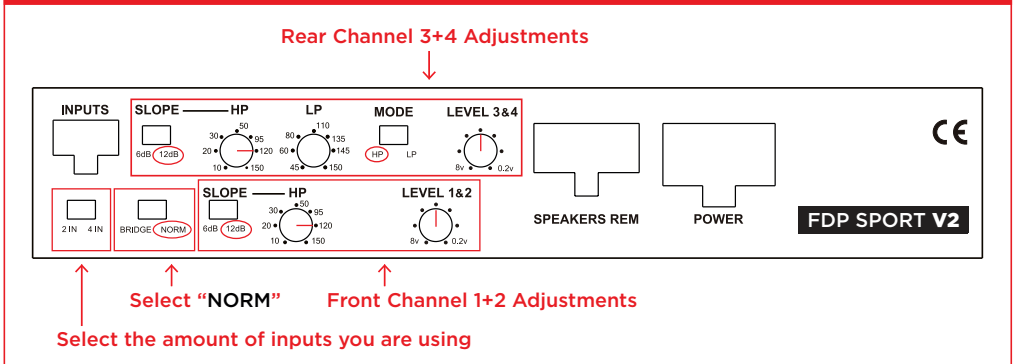 Rear Channel 3+4 Adjustments
INPUTS SLOPE HP LP MODE LEVEL 3&4
50 110
30 95 80 135
6dB 12dB 20 120 60 145 HP LP
10 150 45 150 8v 0.2v
CE
SLOPE HP LEVEL 1&2
50
30 95
2 IN 4 IN BRIDGE NORM 6dB 12dB 20 120
10 150 8v 0.2v
SPEAKERS REM POWER FDP SPORT V2
Select “NORM” Front Channel 1+2 Adjustments
Select the amount of inputs you are using